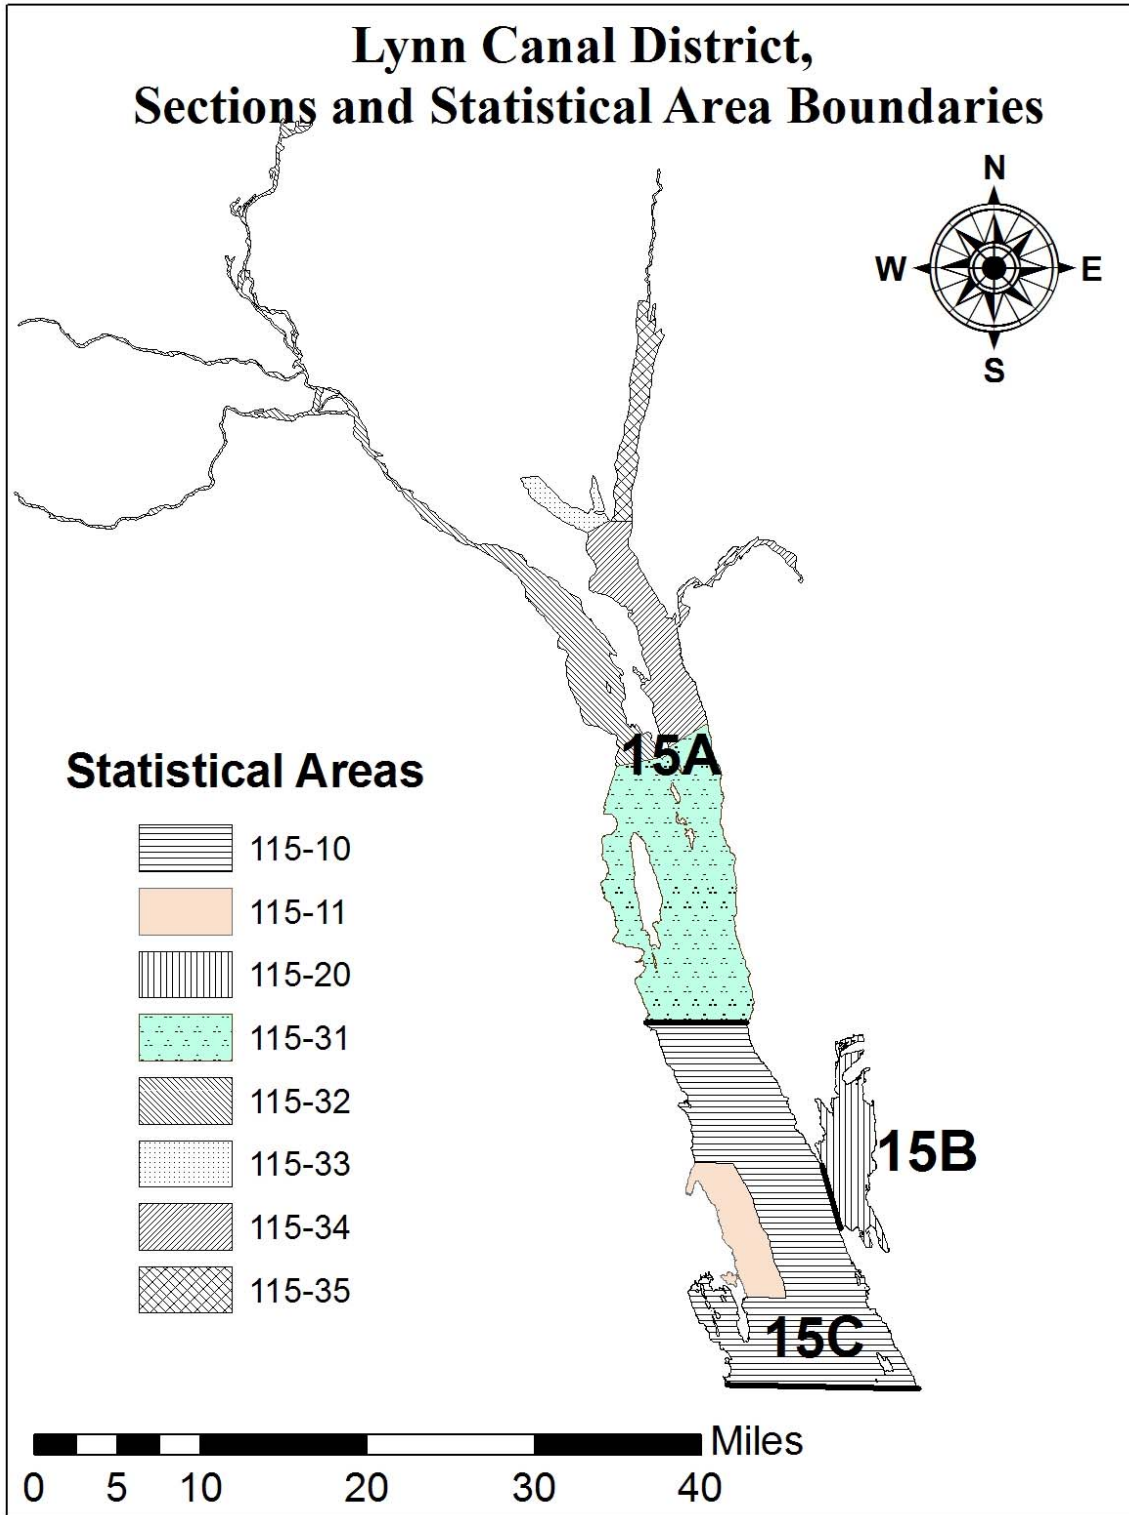 Lynn Canal District,
Sections and Statistical Area Boundaries
N
W E
S
15A
Statistical Areas
115-10
115-11
115-20
115-31
115-32
115-33
115-34
115-35
15B
15C
Miles
0 5 10 20 30 40